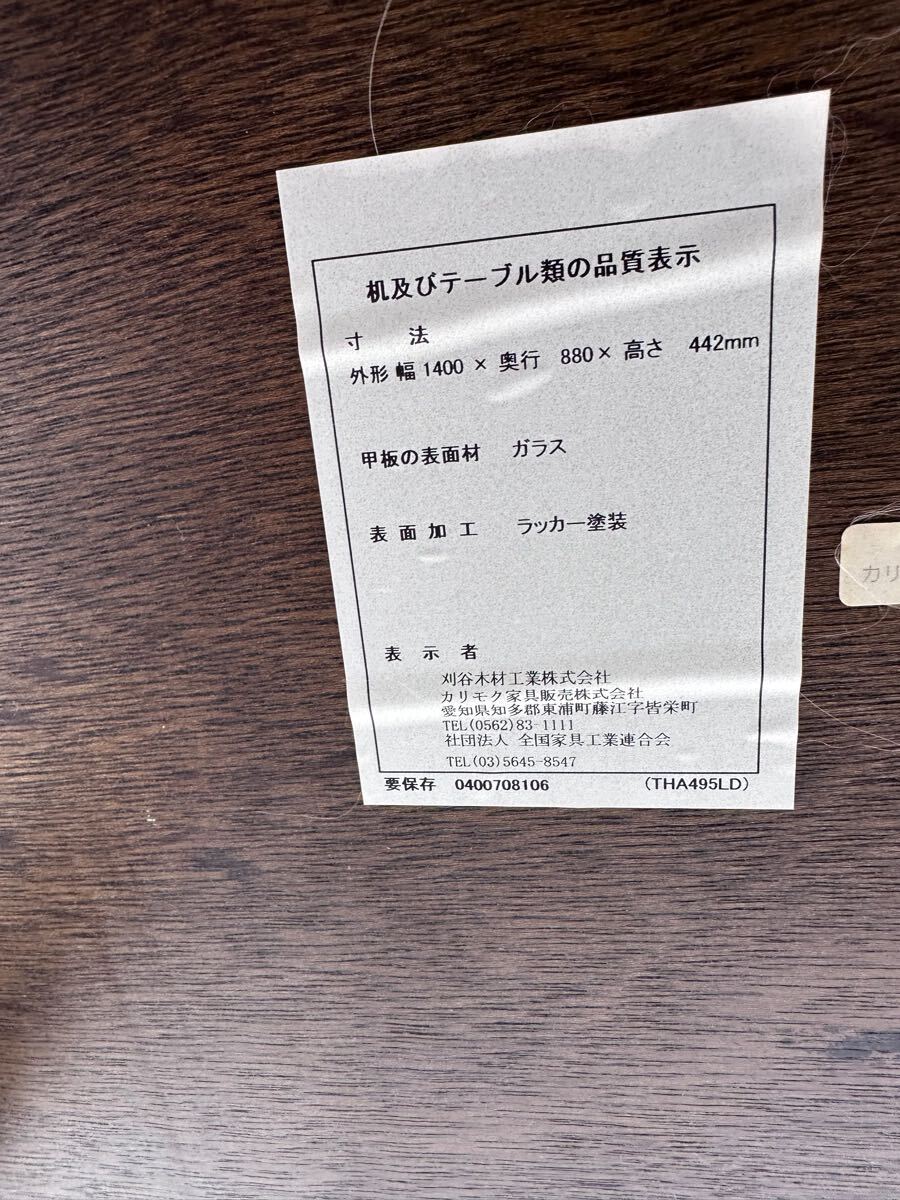 机及びテーブル類の品質表示
寸　法
外形 幅 1400 × 奥行　880× 高さ　442mm
甲板の表面材　ガラス
表 面 加 工　ラッカー塗装
表 示 者
刈谷木材工業株式会社
カリモク家具販売株式会社
愛知県知多郡東浦町藤江字皆栄町
TEL(0562)83-1111
社団法人 全国家具工業連合会
TEL(03)5645-8547
要保存　0400708106　(THA495LD)
カリ